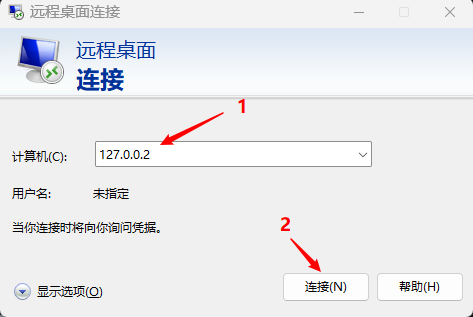 远程桌面连接
远程桌面
连接
1
计算机(C):
127.0.0.2
用户名:
未指定
当你连接时将向你询问凭据。
2
显示选项(O)
连接(N)
帮助(H)